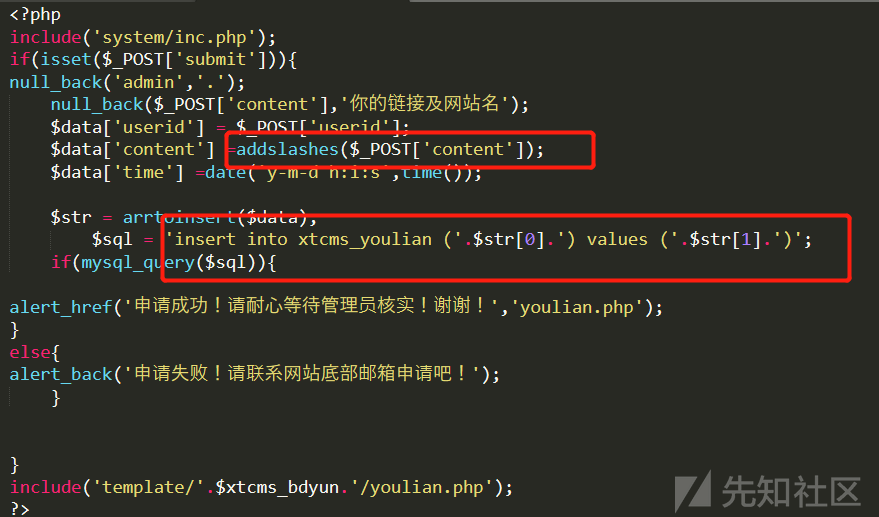 <?php
include('system/inc.php');
if(isset($_POST['submit'])){
null_back('admin','.');
null_back($_POST['content'],'你的链接及网站名');
$data['userid'] = $_POST['userid'];
$data['content'] =addslashes($_POST['content']);
$data['time'] =date('y-m-d h:i:s',time());
$str = arrtoinsert($data);
$sql = 'insert into xtcms_youlian ('.$str[0].') values ('.$str[1].')';
if(mysql_query($sql)){
alert_href('申请成功！请耐心等待管理员核实！谢谢！','youlian.php');
}
else{
alert_back('申请失败！请联系网站底部邮箱申请吧！');
}
}
include('template/'.$xtcms_bdyun.'/youlian.php');
?>
先知社区